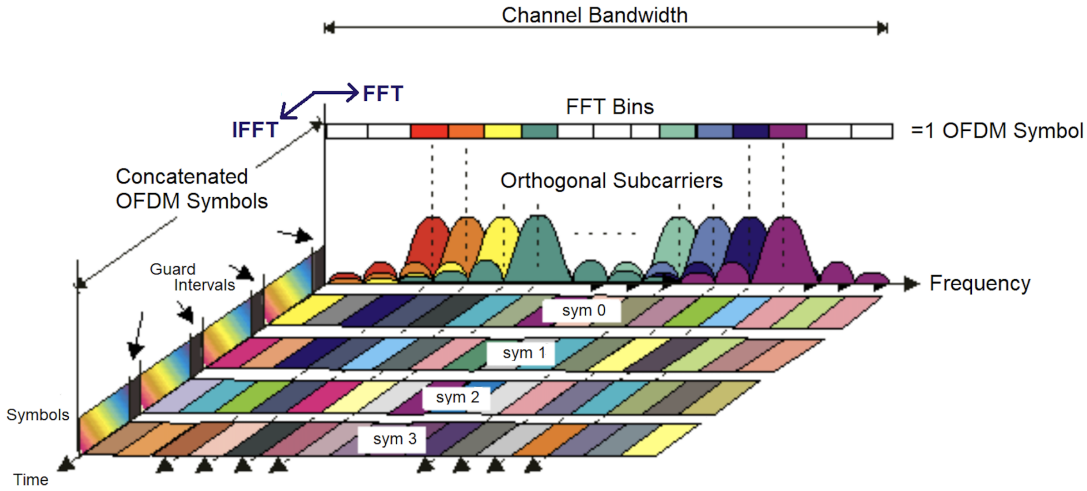 Channel Bandwidth
FFT
IFFT
FFT Bins
=1 OFDM Symbol
Concatenated
OFDM Symbols
Orthogonal Subcarriers
Guard
Intervals
Frequency
sym 0
sym 1
sym 2
sym 3
Symbols
Time